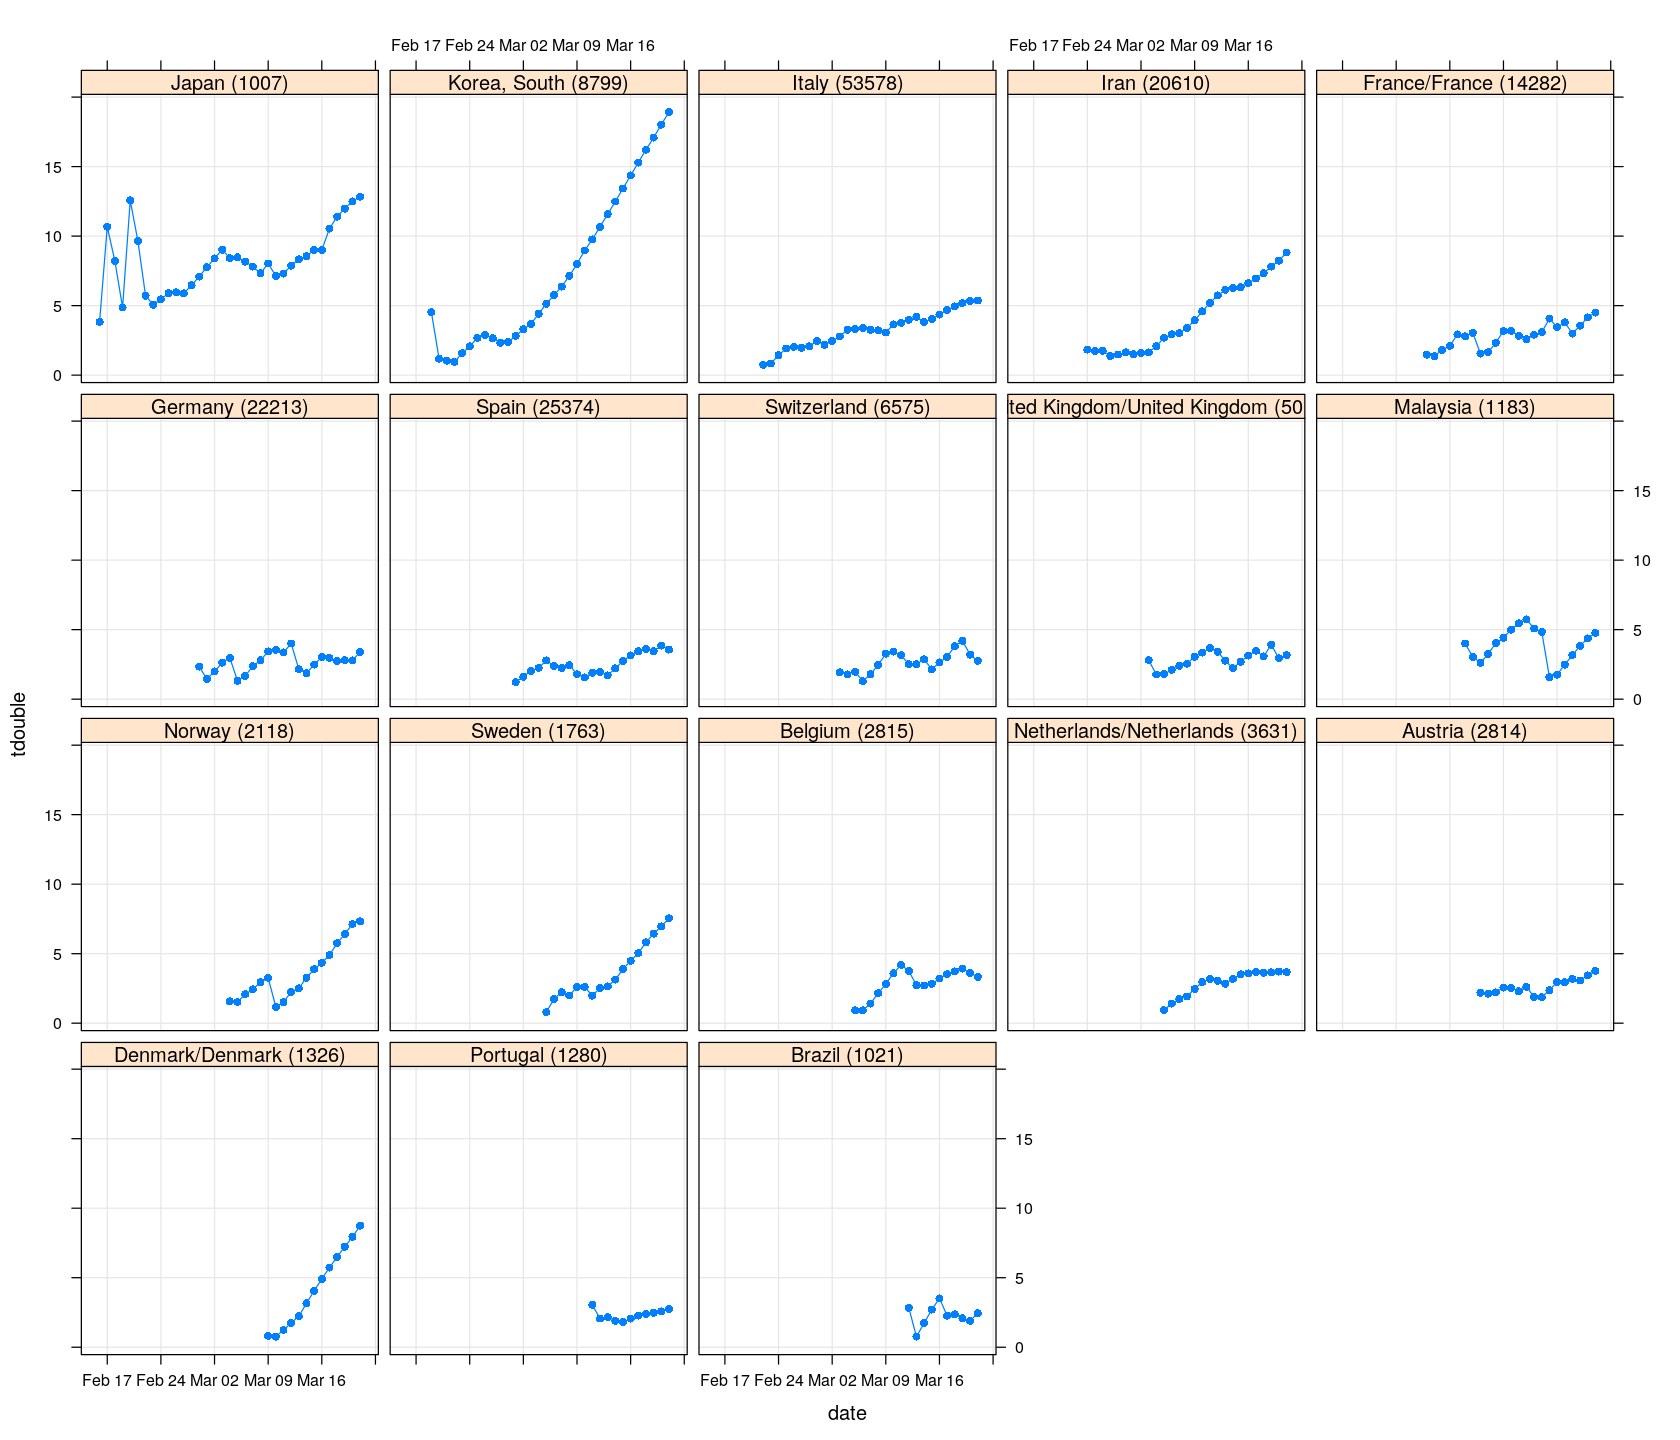 Feb 17 Feb 24 Mar 02 Mar 09 Mar 16 Feb 17 Feb 24 Mar 02 Mar 09 Mar 16
Japan (1007) Korea, South (8799) Italy (53578) Iran (20610) France/France (14282)
15
10
5
0
Germany (22213) Spain (25374) Switzerland (6575) ted Kingdom/United Kingdom (50 Malaysia (1183)
15
10
5
0
tdouble
Norway (2118) Sweden (1763) Belgium (2815) Netherlands/Netherlands (3631) Austria (2814)
15
10
5
0
Denmark/Denmark (1326) Portugal (1280) Brazil (1021)
15
10
5
0
Feb 17 Feb 24 Mar 02 Mar 09 Mar 16 Feb 17 Feb 24 Mar 02 Mar 09 Mar 16
date